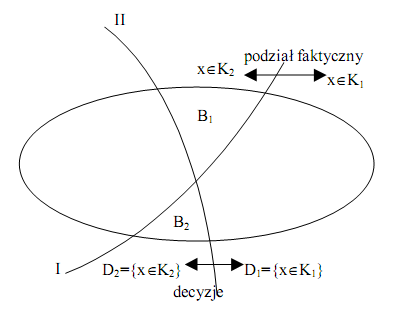 II
podział faktyczny
x∈K₂
x∈K₁
B₁
B₂
I
D₂={x∈K₂}
D₁={x∈K₁}
decyzje